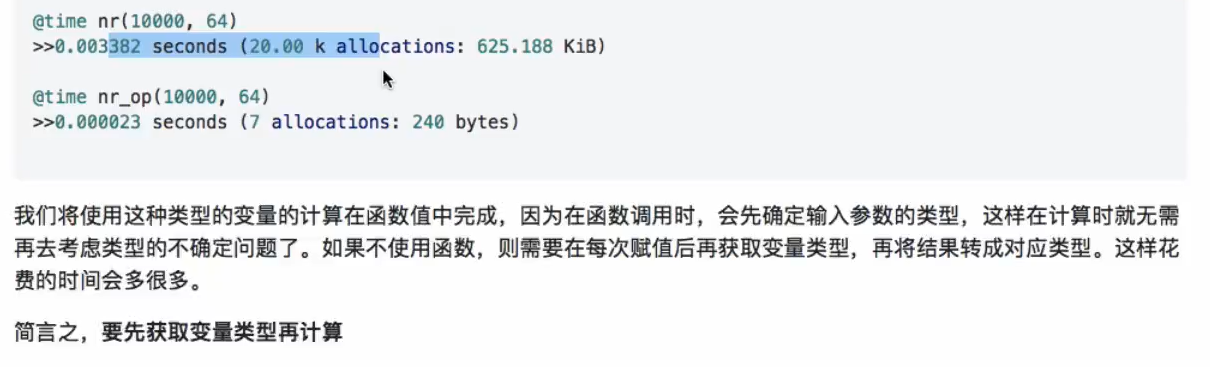 @time nr(10000, 64)
>>0.003382 seconds (20.00 k allocations: 625.188 KiB)
@time nr_op(10000, 64)
>>0.000023 seconds (7 allocations: 240 bytes)
我们将使用这种类型的变量的计算在函数值中完成，因为在函数调用时，会先确定输入参数的类型，这样在计算时就无需
再去考虑类型的不确定问题了。如果不使用函数，则需要在每次赋值后再获取变量类型，再将结果转成对应类型。这样花
费的时间会多很多。
简言之，要先获取变量类型再计算